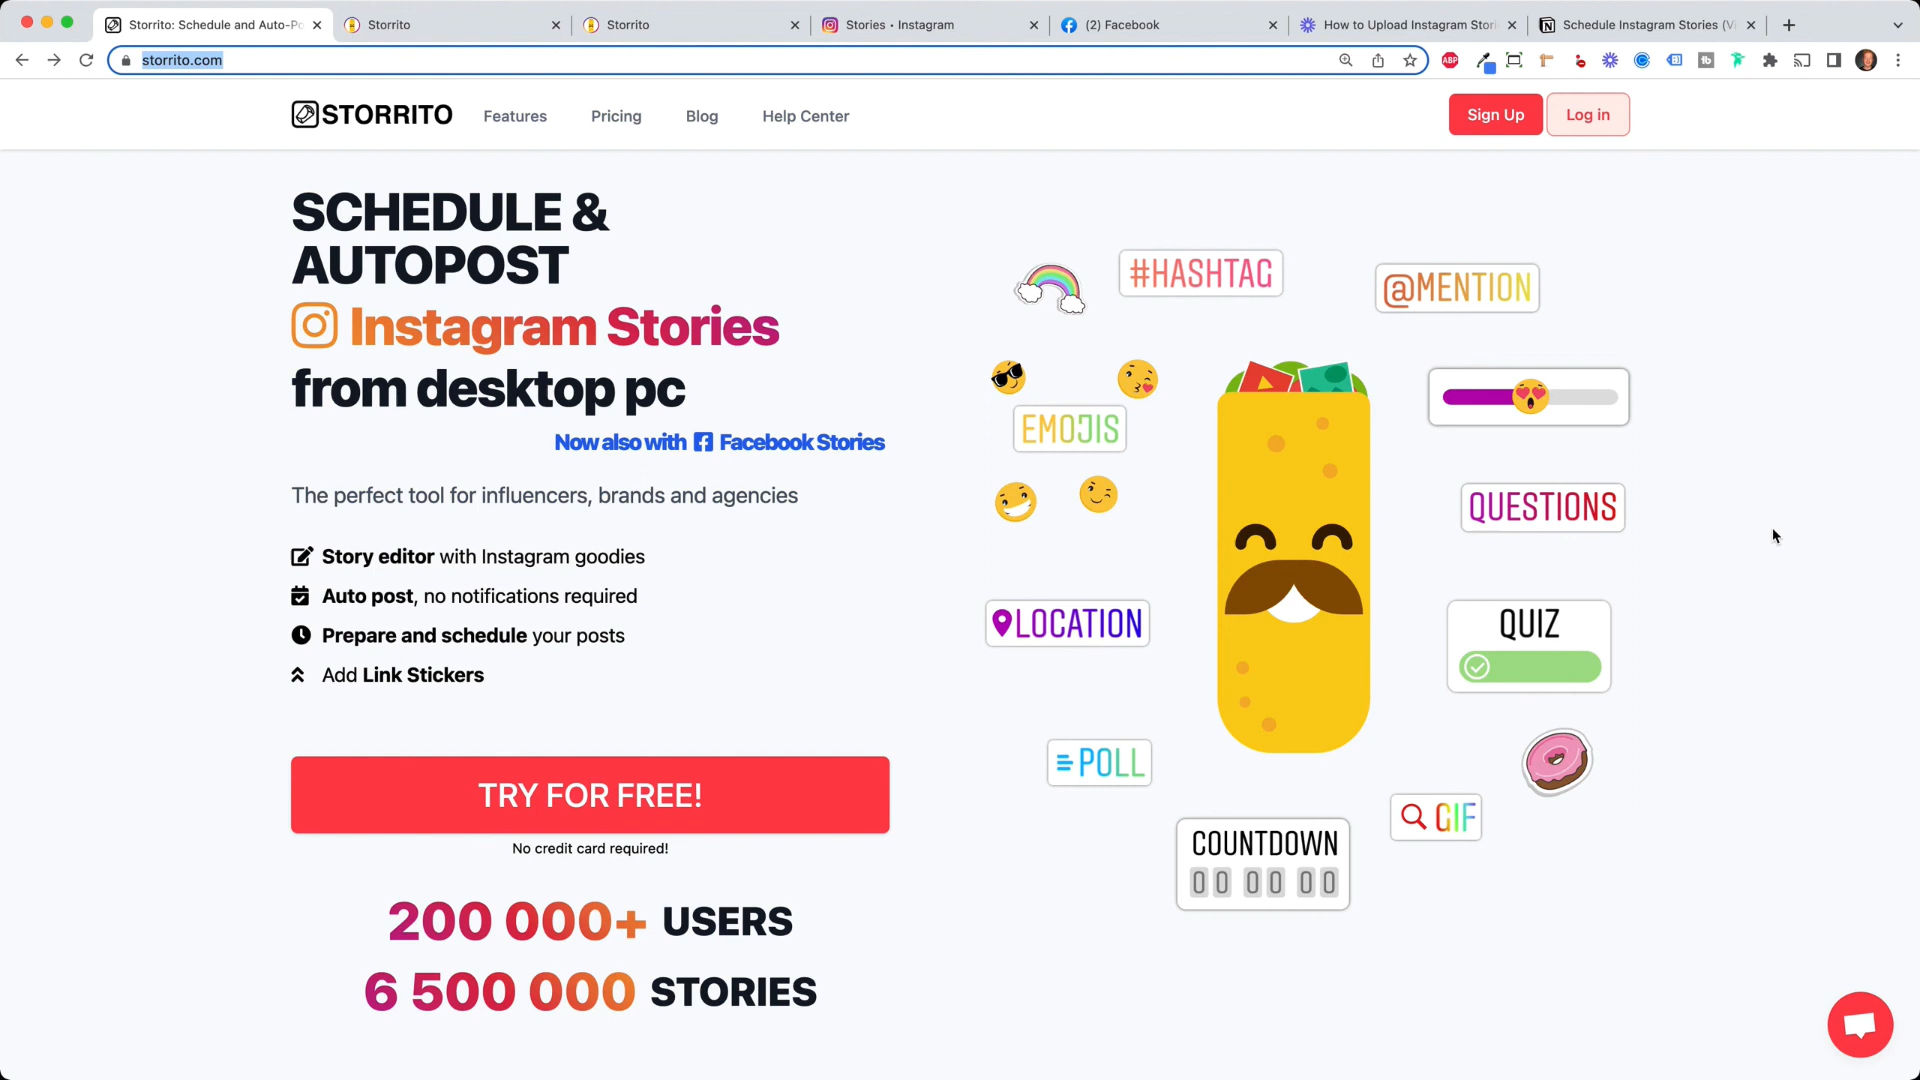 Storrito: Schedule and Auto-Po
Storrito
Storrito
Stories • Instagram
(2) Facebook
How to Upload Instagram Stori
Schedule Instagram Stories (Vi
storrito.com
ABP
tb
STORRITO
Features
Pricing
Blog
Help Center
Sign Up
Log in
SCHEDULE &
AUTOPOST
Instagram Stories
from desktop pc
Now also with Facebook Stories
The perfect tool for influencers, brands and agencies
Story editor with Instagram goodies
Auto post, no notifications required
Prepare and schedule your posts
Add Link Stickers
TRY FOR FREE!
No credit card required!
200 000+ USERS
6 500 000 STORIES
#HASHTAG
@MENTION
EMOJIS
QUESTIONS
LOCATION
QUIZ
POLL
GIF
COUNTDOWN
00 00 00